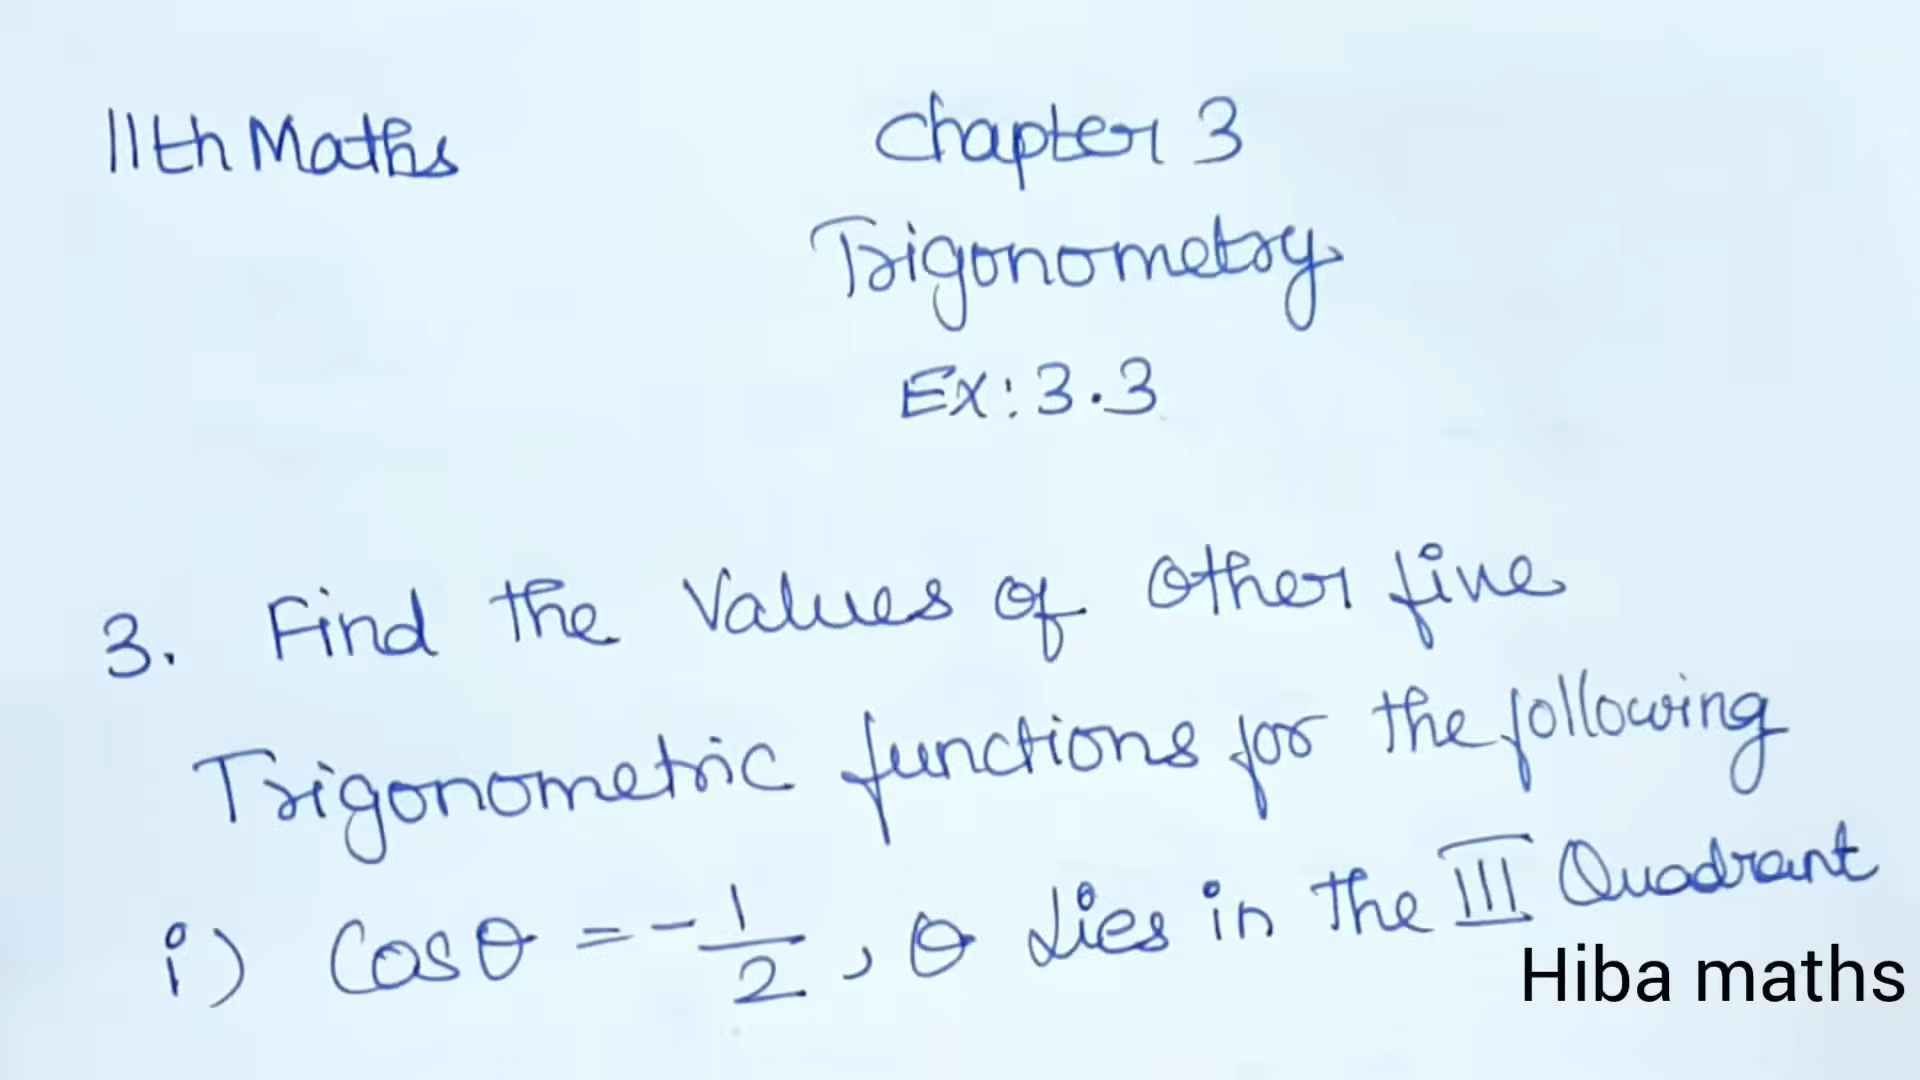 11th Maths
Chapter 3
Trigonometry
Ex: 3.3
3. Find the Values of other five
Trigonometric functions for the following
i) Cosθ = -1/2, θ lies in the III Quadrant
Hiba maths